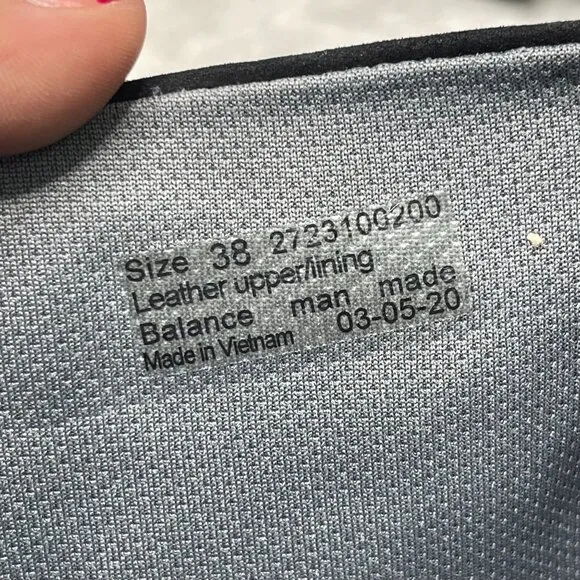 Size 38 2723100200
Leather upper/lining
Balance man made
Made in Vietnam 03-05-20